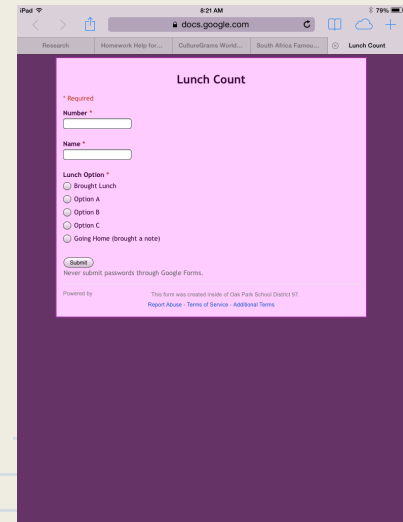 iPad 8:21 AM 79%
docs.google.com
Research Homework Help for... CultureGrams World... South Africa Famou... Lunch Count
Lunch Count
* Required
Number *
Name *
Lunch Option *
Brought Lunch
Option A
Option B
Option C
Going Home (brought a note)
Submit
Never submit passwords through Google Forms.
Powered by This form was created inside of Oak Park School District ST.
Report Abuse - Terms of Service - Additional Terms